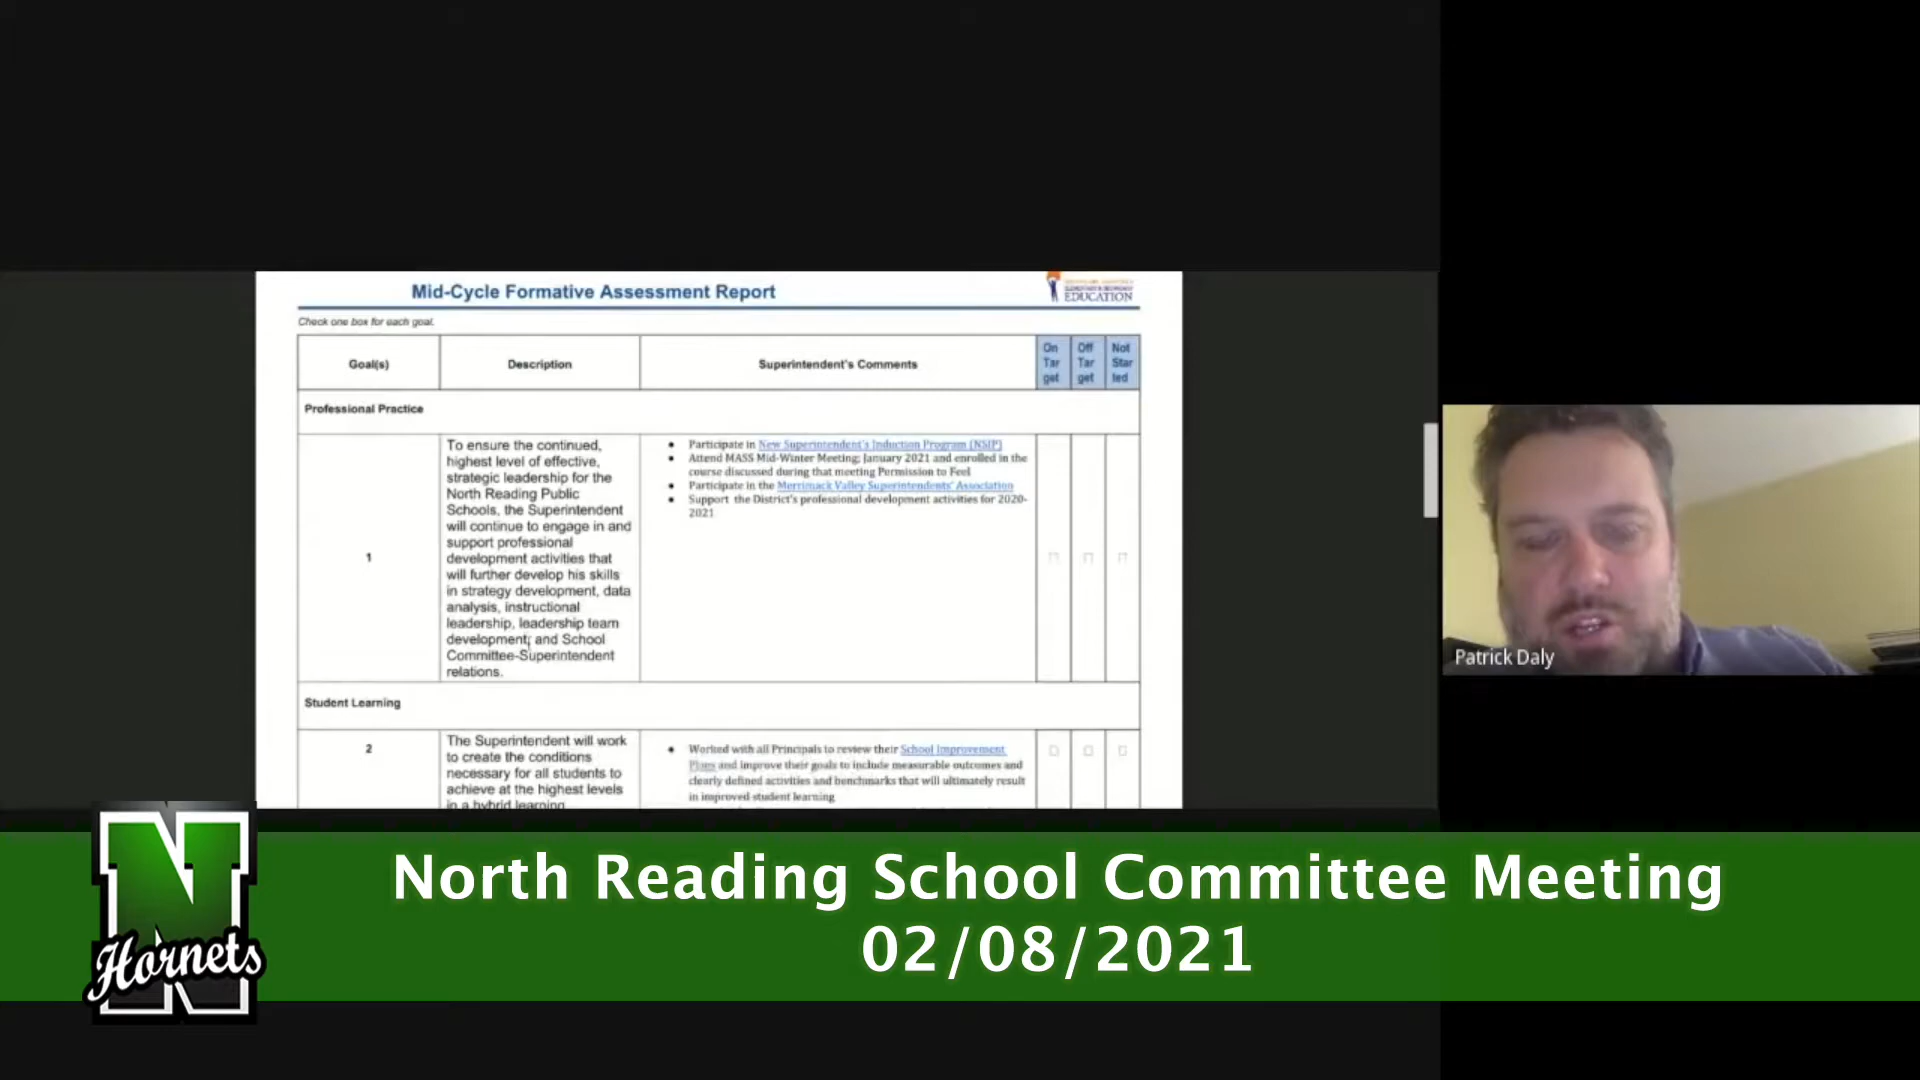 Mid-Cycle Formative Assessment Report
EDUCATION
Check one box for each goal.
Goal(s)
Description
Superintendent's Comments
On
Tar
get
Off
Tar
get
Not
Star
ted
Professional Practice
1
To ensure the continued,
highest level of effective,
strategic leadership for the
North Reading Public
Schools, the Superintendent
will continue to engage in and
support professional
development activities that
will further develop his skills
in strategy development, data
analysis, instructional
leadership, leadership team
development; and School
Committee-Superintendent
relations.
• Participate in New Superintendent's Induction Program (NSIP)
• Attend MASS Mid-Winter Meeting; January 2021 and enrolled in the
course discussed during that meeting Permission to Feel
• Participate in the Merrimack Valley Superintendents' Association
• Support the District's professional development activities for 2020-
2021
Student Learning
2
The Superintendent will work
to create the conditions
necessary for all students to
achieve at the highest levels
in a hybrid learning
• Worked with all Principals to review their School Improvement
Plans and improve their goals to include measurable outcomes and
clearly defined activities and benchmarks that will ultimately result
in improved student learning
Patrick Daly
N
Hornets
North Reading School Committee Meeting
02/08/2021